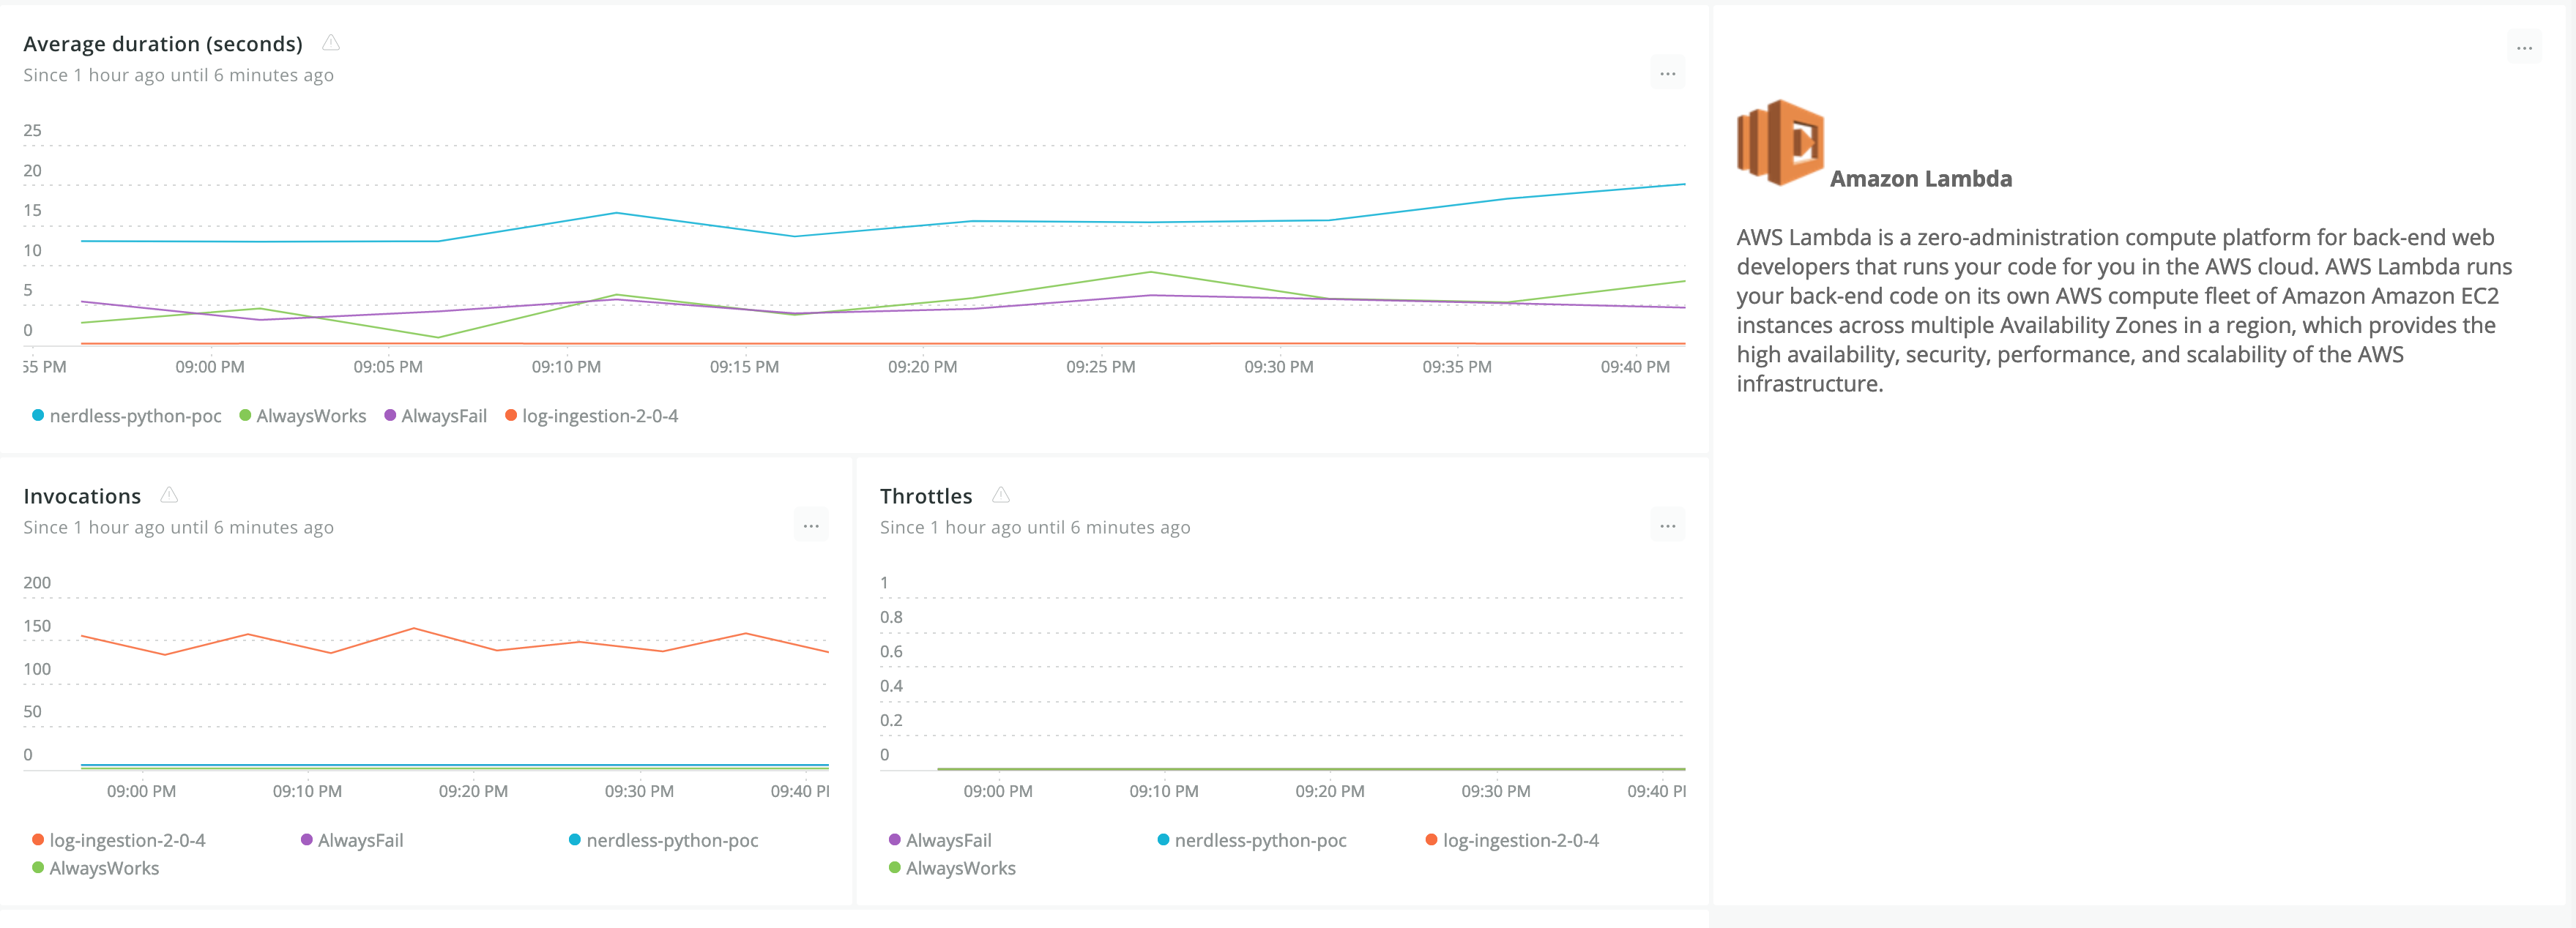 Average duration (seconds)
Since 1 hour ago until 6 minutes ago
...
25
20
15
10
5
0
55 PM 09:00 PM 09:05 PM 09:10 PM 09:15 PM 09:20 PM 09:25 PM 09:30 PM 09:35 PM 09:40 PM
nerdless-python-poc AlwaysWorks AlwaysFail log-ingestion-2-0-4
Invocations
Since 1 hour ago until 6 minutes ago
...
200
150
100
50
0
09:00 PM 09:10 PM 09:20 PM 09:30 PM 09:40 P
log-ingestion-2-0-4 AlwaysFail nerdless-python-poc
AlwaysWorks
Throttles
Since 1 hour ago until 6 minutes ago
...
1
0.8
0.6
0.4
0.2
0
09:00 PM 09:10 PM 09:20 PM 09:30 PM 09:40 P
AlwaysFail nerdless-python-poc log-ingestion-2-0-4
AlwaysWorks
...
Amazon Lambda
AWS Lambda is a zero-administration compute platform for back-end web
developers that runs your code for you in the AWS cloud. AWS Lambda runs
your back-end code on its own AWS compute fleet of Amazon Amazon EC2
instances across multiple Availability Zones in a region, which provides the
high availability, security, performance, and scalability of the AWS
infrastructure.